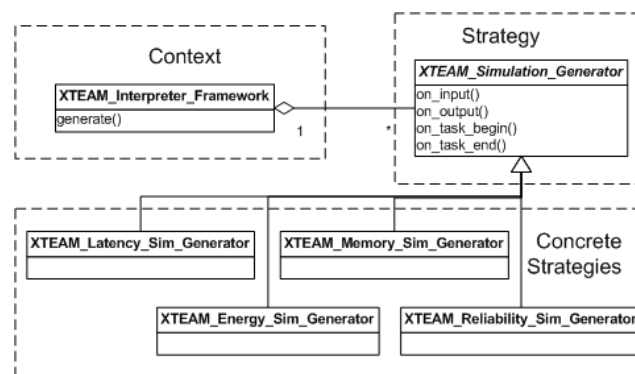 Context
XTEAM_Interpreter_Framework
generate()
1
*
Strategy
XTEAM_Simulation_Generator
on_input()
on_output()
on_task_begin()
on_task_end()
XTEAM_Latency_Sim_Generator
XTEAM_Memory_Sim_Generator
Concrete
Strategies
XTEAM_Energy_Sim_Generator
XTEAM_Reliability_Sim_Generator